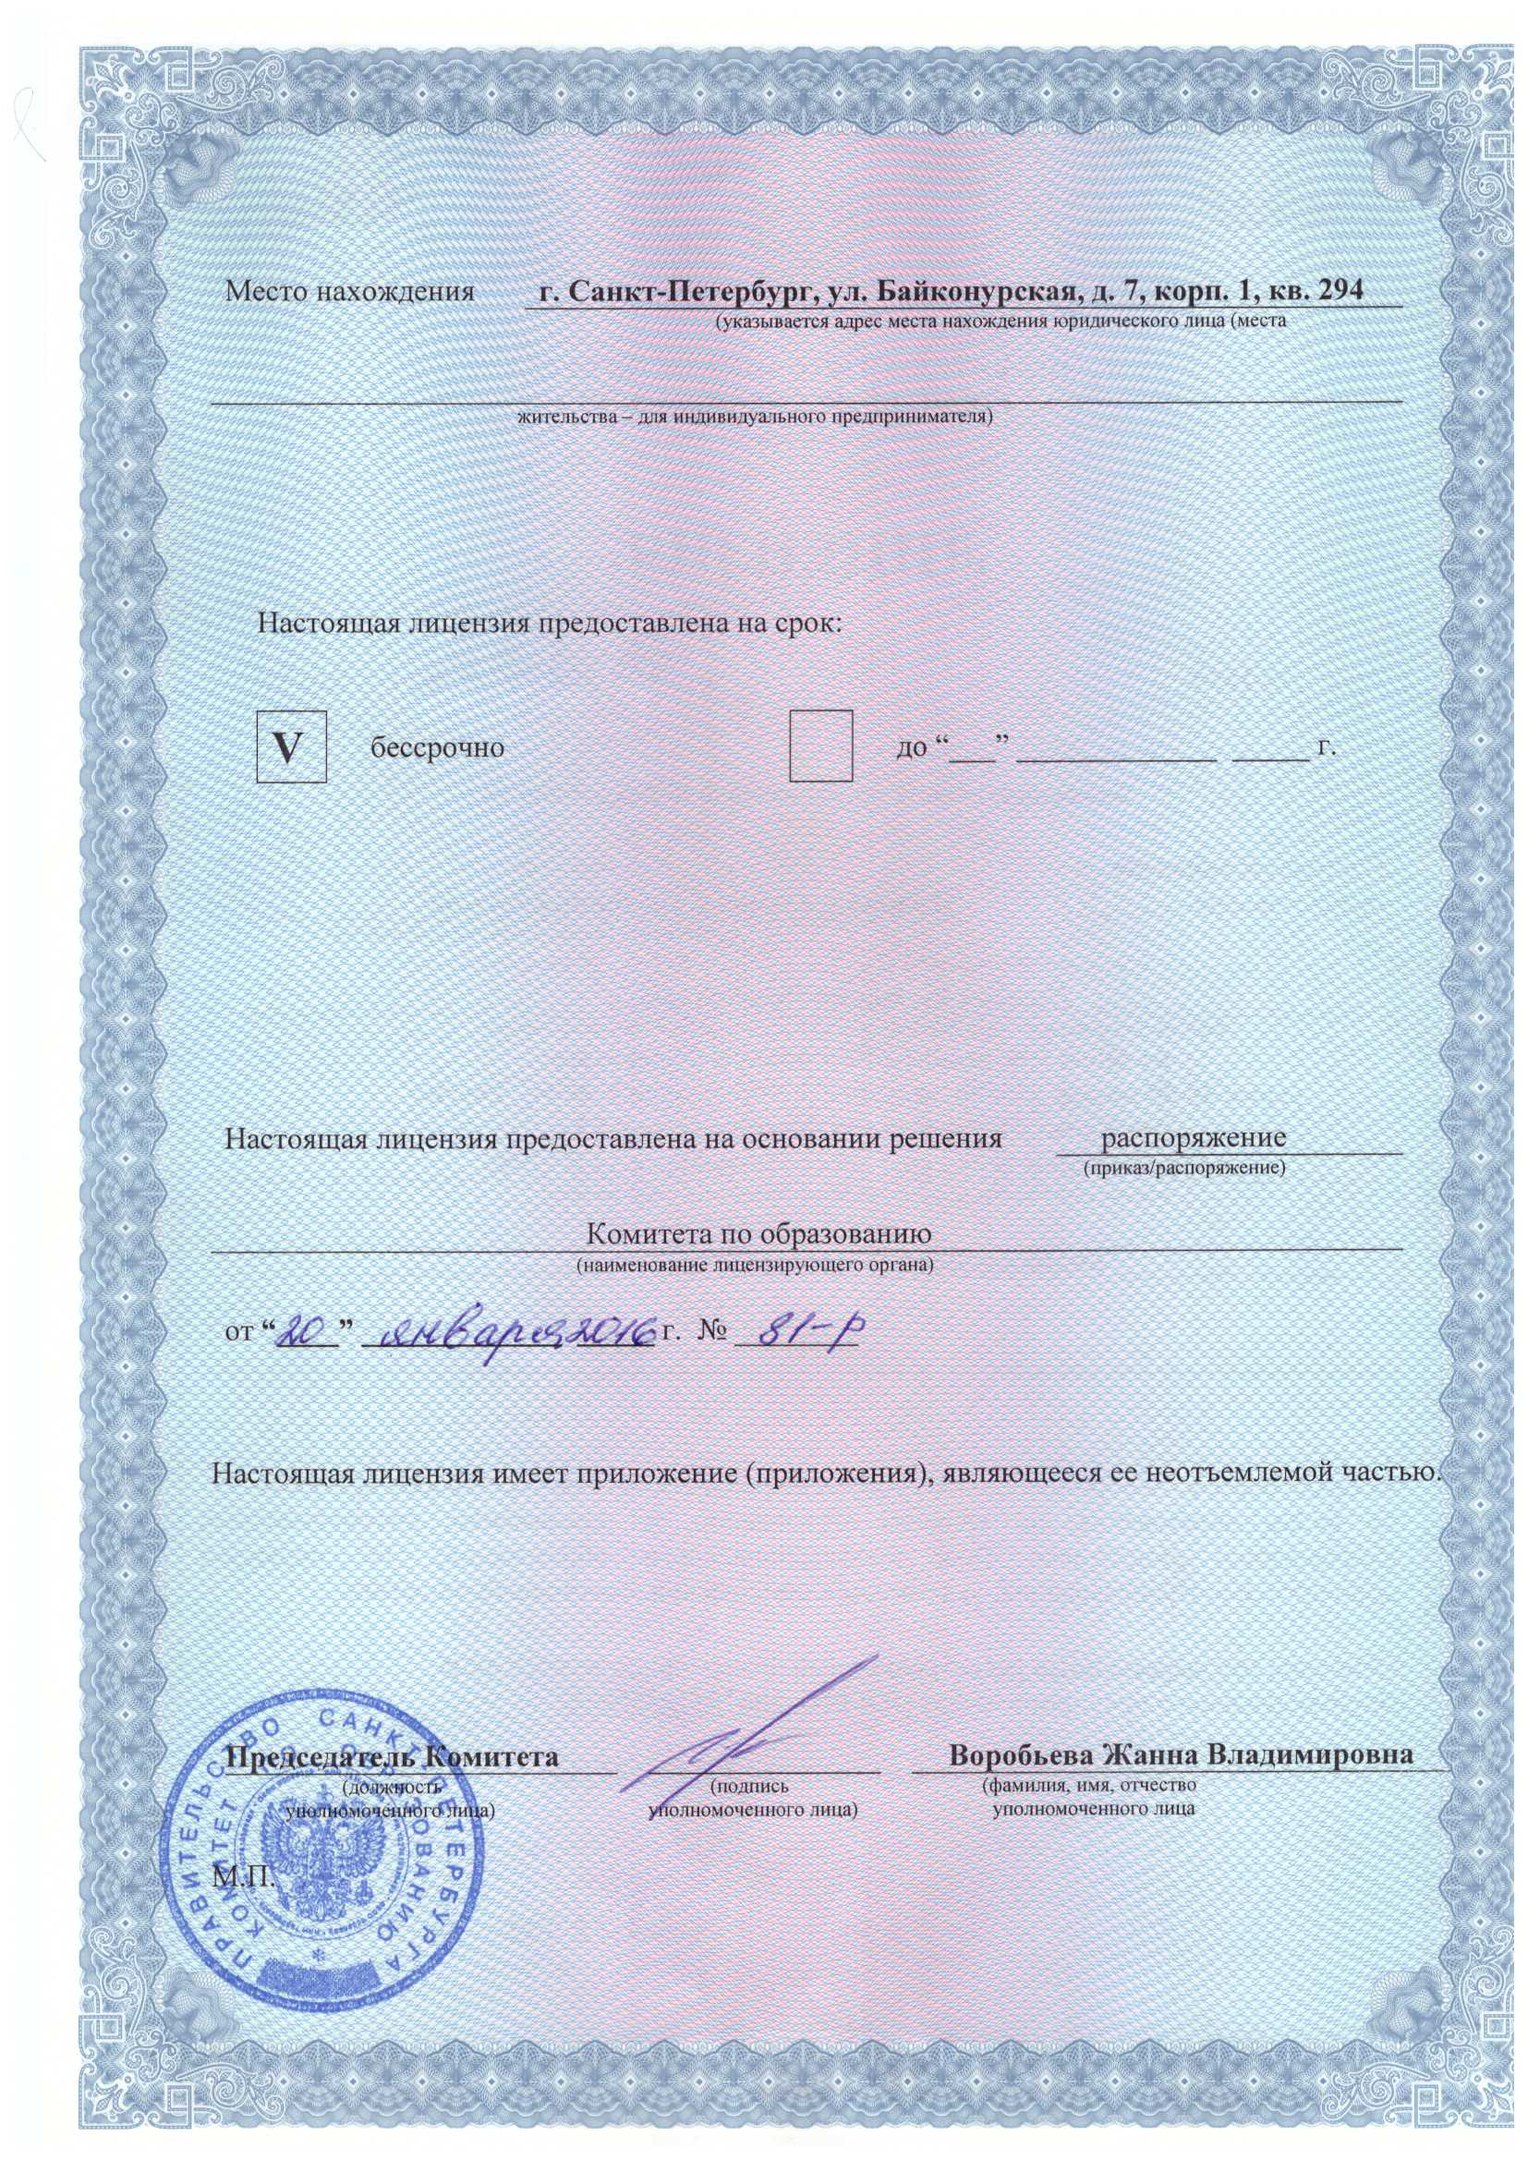 Место нахождения г. Санкт-Петербург, ул. Байконурская, д. 7, корп. 1, кв. 294
(указывается адрес места нахождения юридического лица (места
жительства – для индивидуального предпринимателя)
Настоящая лицензия предоставлена на срок:
V бессрочно до “___” _____________ _____ г.
Настоящая лицензия предоставлена на основании решения распоряжение
(приказ/распоряжение)
Комитета по образованию
(наименование лицензирующего органа)
от “20” января 2016 г. № 81-р
Настоящая лицензия имеет приложение (приложения), являющееся ее неотъемлемой частью.
Председатель Комитета Воробьева Жанна Владимировна
(должность (подпись (фамилия, имя, отчество
уполномоченного лица) уполномоченного лица) уполномоченного лица
М.П.
ПРАВИТЕЛЬСТВО САНКТ-ПЕТЕРБУРГА
КОМИТЕТ ПО ОБРАЗОВАНИЮ